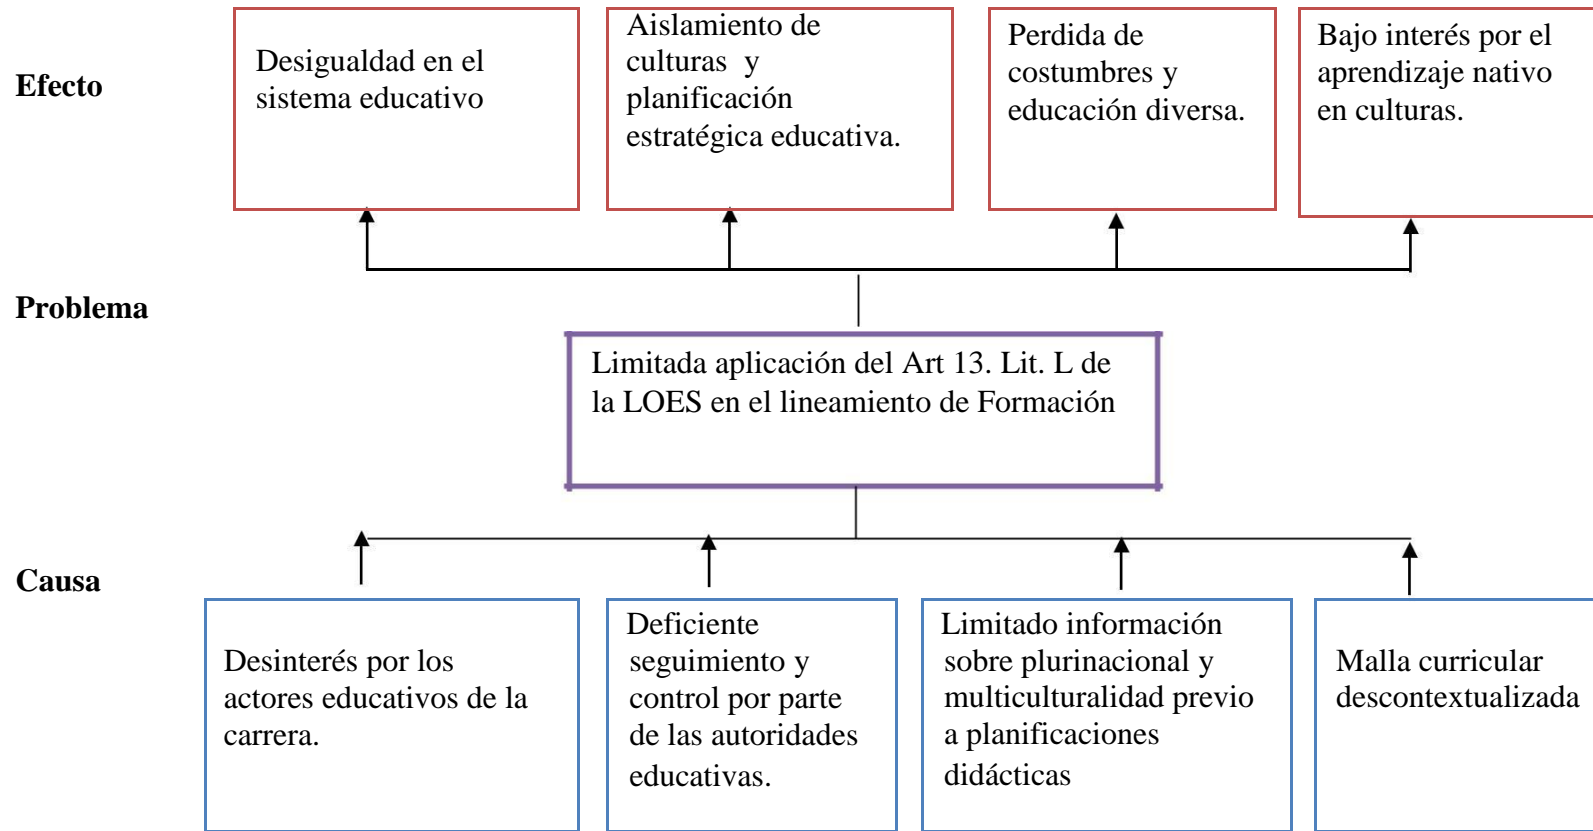 Efecto
Desigualdad en el
sistema educativo
Aislamiento de
culturas y
planificación
estratégica educativa.
Perdida de
costumbres y
educación diversa.
Bajo interés por el
aprendizaje nativo
en culturas.
Problema
Limitada aplicación del Art 13. Lit. L de
la LOES en el lineamiento de Formación
Causa
Desinterés por los
actores educativos de la
carrera.
Deficiente
seguimiento y
control por parte
de las autoridades
educativas.
Limitado información
sobre plurinacional y
multiculturalidad previo
a planificaciones
didácticas
Malla curricular
descontextualizada